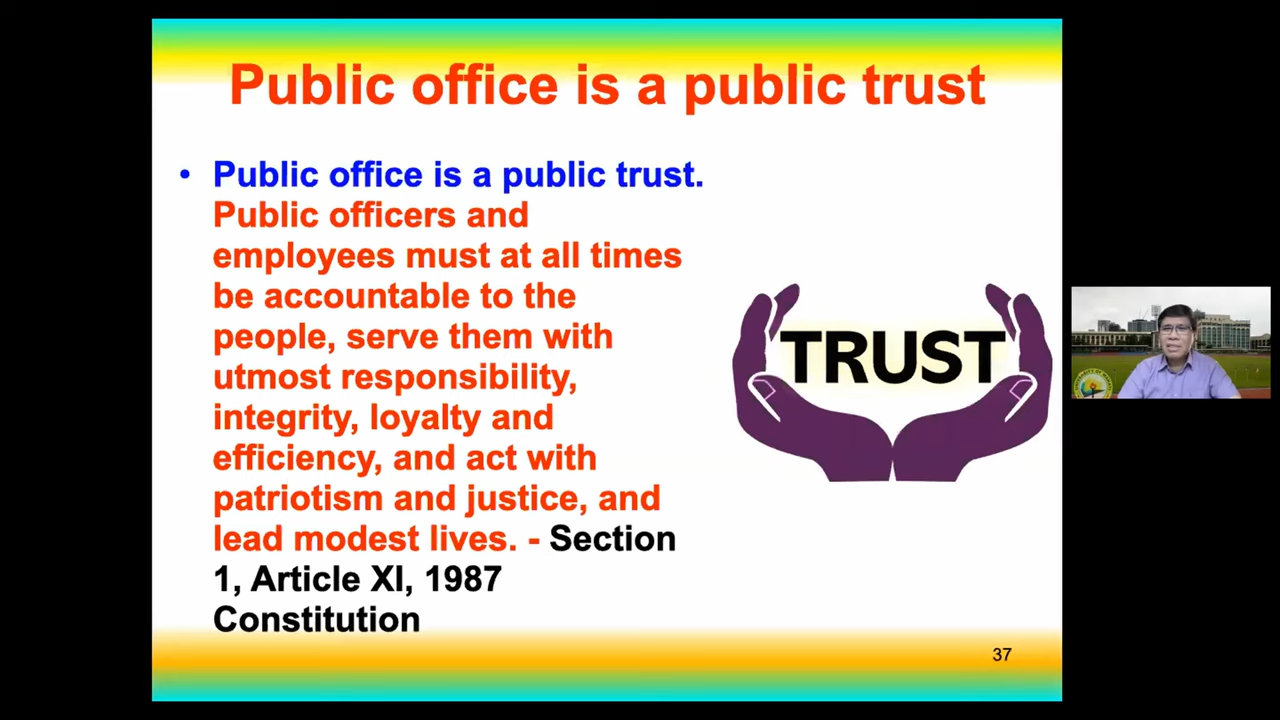 Public office is a public trust
• Public office is a public trust.
Public officers and
employees must at all times
be accountable to the
people, serve them with
utmost responsibility,
integrity, loyalty and
efficiency, and act with
patriotism and justice, and
lead modest lives. - Section
1, Article XI, 1987
Constitution
TRUST
37